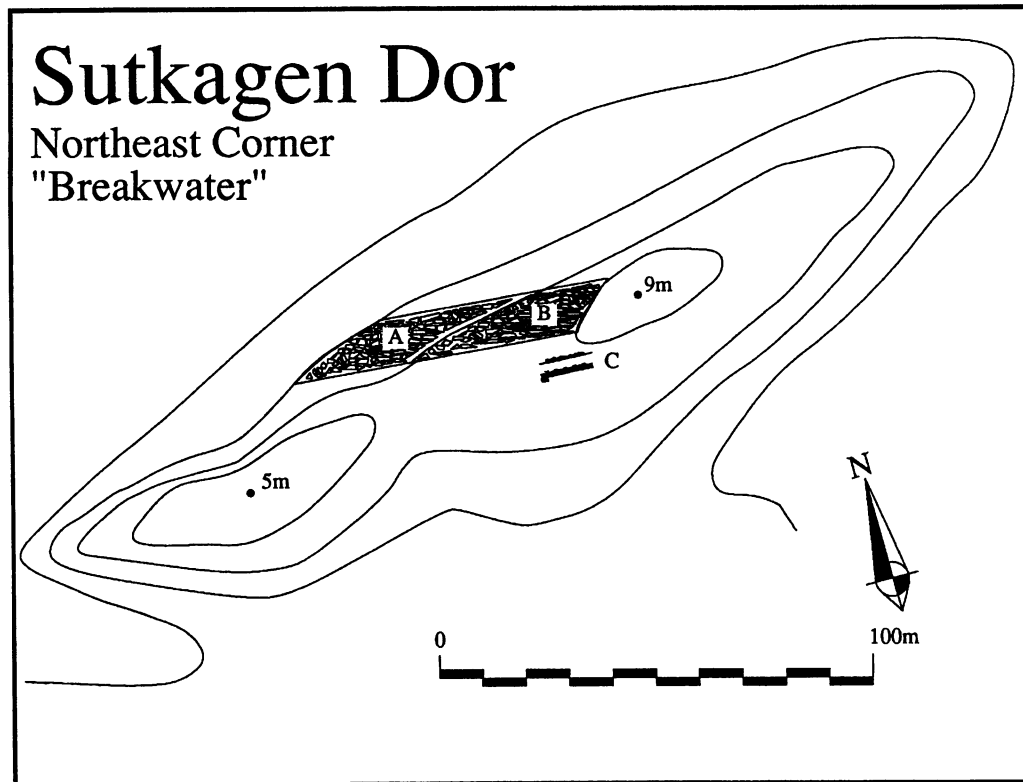 Sutkagen Dor
Northeast Corner
"Breakwater"
9m
B
A
C
5m
N
0
100m